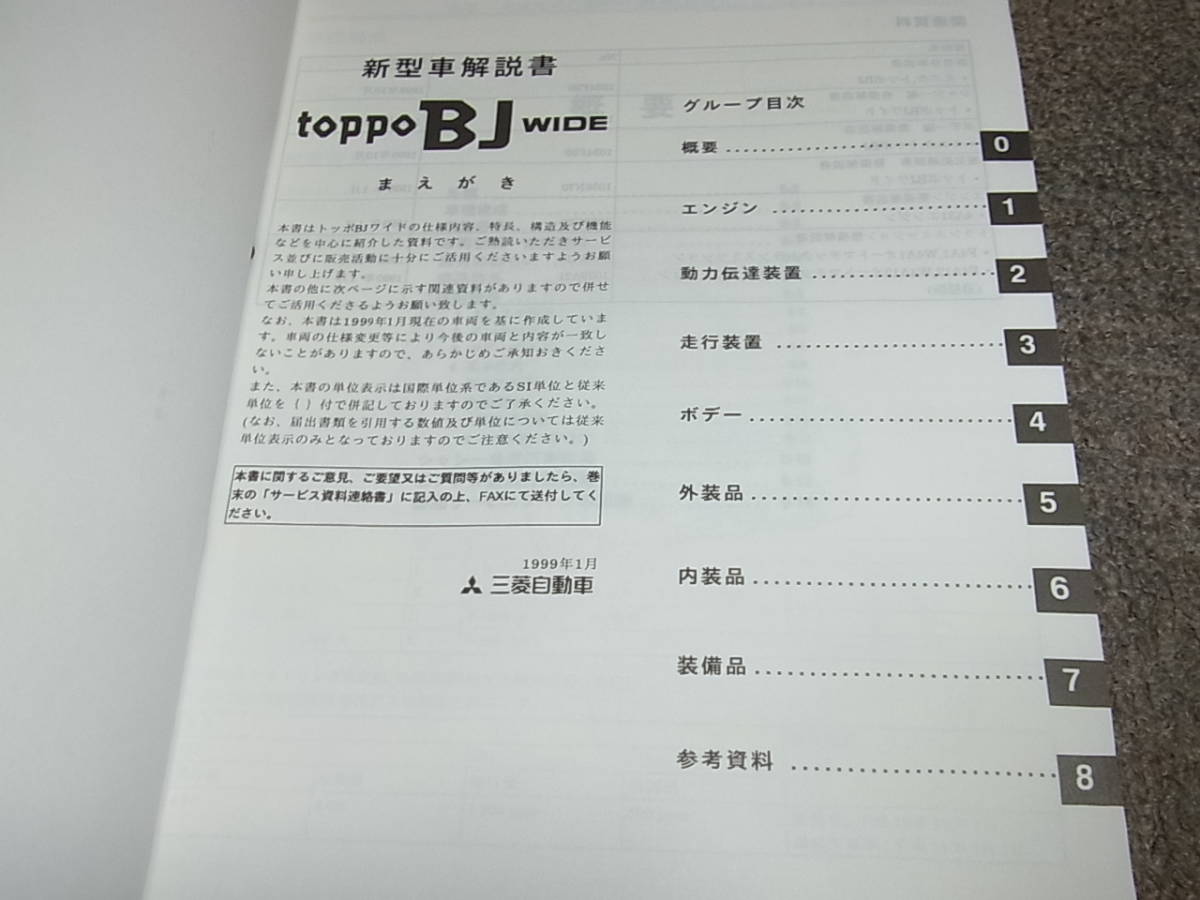 新型車解説書
toppo BJ WIDE
まえがき
本書はトッポBJワイドの仕様内容、特長、構造及び機能
などを中心に紹介した資料です。ご熟読いただきサービ
ス並びに販売活動に十分にご活用くださいますようお願
い申し上げます。
本書の他に次ページに示す関連資料がありますので併せ
てご活用くださるようお願い致します。
なお、本書は1999年1月現在の車両を基に作成していま
す。車両の仕様変更等により今後の車両と内容が一致し
ないことがありますので、あらかじめご承知おきくださ
い。
また、本書の単位表示は国際単位系であるSI単位と従来
単位を { } 付で併記しておりますのでご了承ください。
(なお、届出書類を引用する数値及び単位については従来
単位表示のみとなっておりますのでご注意ください。)
本書に関するご意見、ご要望又はご質問等がありましたら、巻
末の「サービス資料連絡書」に記入の上、FAXにて送付してく
ださい。
1999年1月
三菱自動車
グループ目次
概要 ‥‥‥‥‥‥‥‥‥‥ 0
エンジン ‥‥‥‥‥‥‥‥‥‥ 1
動力伝達装置 ‥‥‥‥‥‥‥‥‥‥ 2
走行装置 ‥‥‥‥‥‥‥‥‥‥ 3
ボデー ‥‥‥‥‥‥‥‥‥‥ 4
外装品 ‥‥‥‥‥‥‥‥‥‥ 5
内装品 ‥‥‥‥‥‥‥‥‥‥ 6
装備品 ‥‥‥‥‥‥‥‥‥‥ 7
参考資料 ‥‥‥‥‥‥‥‥‥‥ 8